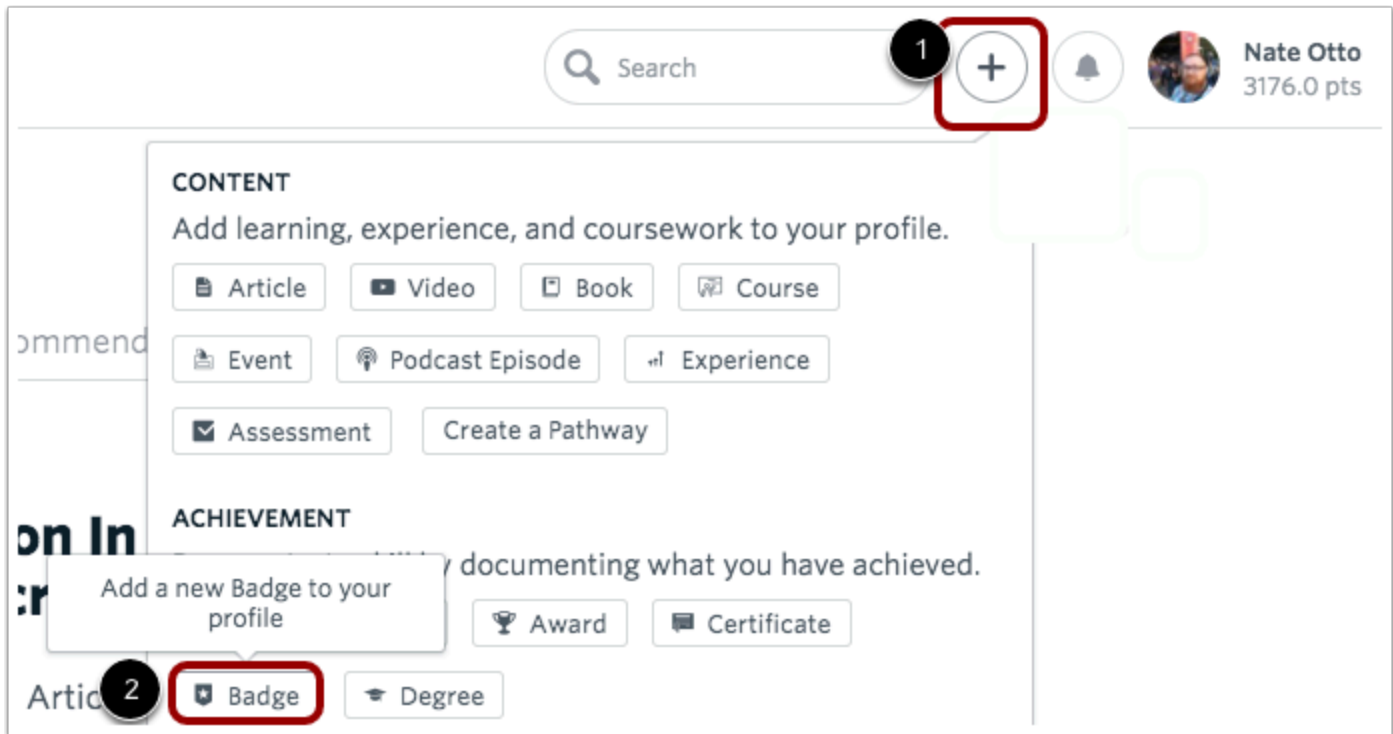 1
Search
Nate Otto
3176.0 pts
CONTENT
Add learning, experience, and coursework to your profile.
Article Video Book Course
ommend
Event Podcast Episode Experience
Assessment Create a Pathway
on In
ACHIEVEMENT
documenting what you have achieved.
cr
Add a new Badge to your
profile
Award Certificate
Artic
2
Badge Degree